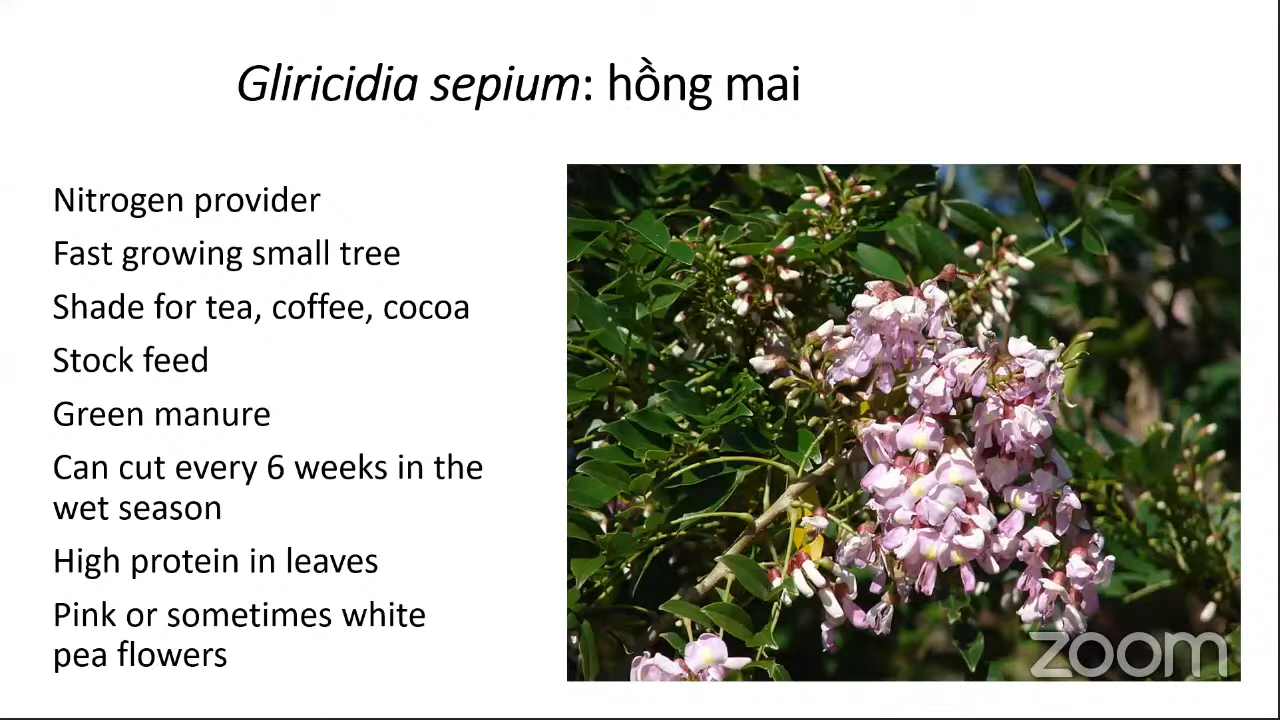 Gliricidia sepium: hồng mai
Nitrogen provider
Fast growing small tree
Shade for tea, coffee, cocoa
Stock feed
Green manure
Can cut every 6 weeks in the
wet season
High protein in leaves
Pink or sometimes white
pea flowers
zoom